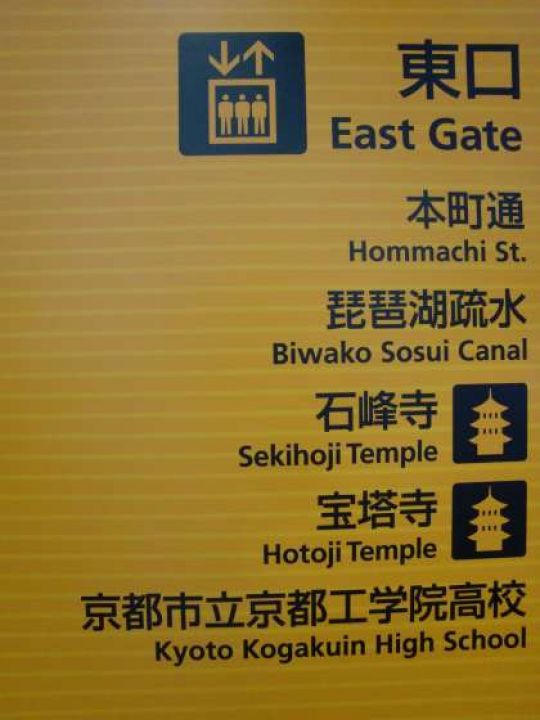 東口
East Gate
本町通
Hommachi St.
琵琶湖疏水
Biwako Sosui Canal
石峰寺
Sekihoji Temple
宝塔寺
Hotoji Temple
京都市立京都工学院高校
Kyoto Kogakuin High School